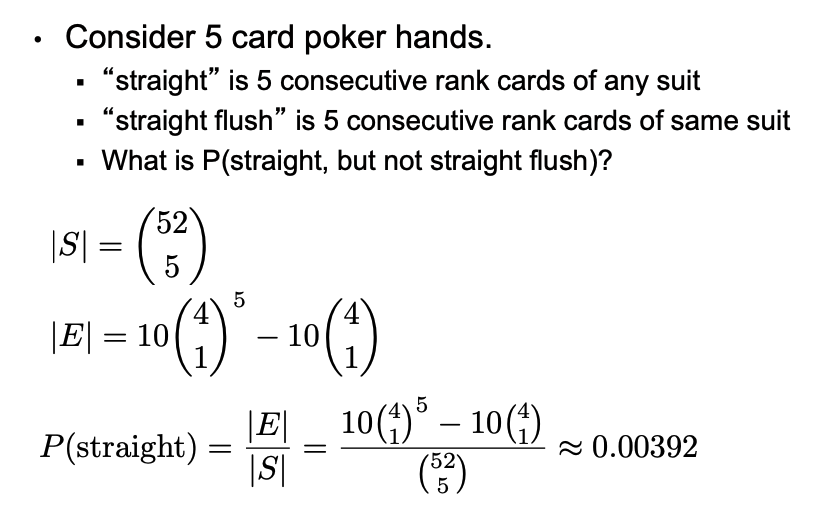 • Consider 5 card poker hands.
▪ “straight” is 5 consecutive rank cards of any suit
▪ “straight flush” is 5 consecutive rank cards of same suit
▪ What is P(straight, but not straight flush)?
|S| = \binom{52}{5}
|E| = 10\binom{4}{1}^5 − 10\binom{4}{1}
P(straight) = \frac{|E|}{|S|} = \frac{10\binom{4}{1}^5 − 10\binom{4}{1}}{\binom{52}{5}} ≈ 0.00392